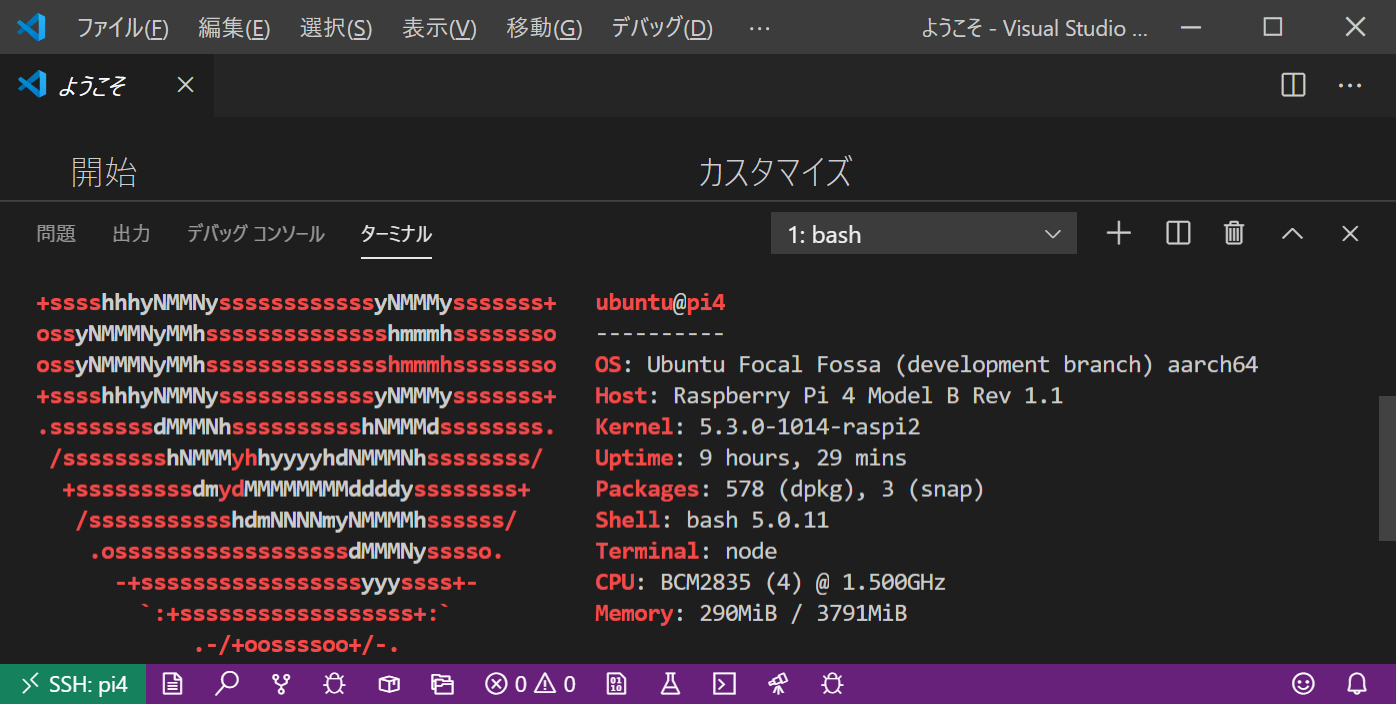 ファイル(F) 編集(E) 選択(S) 表示(V) 移動(G) デバッグ(D) ··· ようこそ - Visual Studio ...
ようこそ
開始 カスタマイズ
問題 出力 デバッグ コンソール ターミナル 1: bash
+sssshhhyNMMNyssssssssssssyNMMMysssssss+ ubuntu@pi4
ossyNMMMNyMMhsssssssssssssshmmmhssssssso ----------
ossyNMMMNyMMhsssssssssssssshmmmhssssssso OS: Ubuntu Focal Fossa (development branch) aarch64
+sssshhhyNMMNyssssssssssssyNMMMysssssss+ Host: Raspberry Pi 4 Model B Rev 1.1
.ssssssssdMMMNhsssssssssshNMMMdssssssss. Kernel: 5.3.0-1014-raspi2
/sssssssshNMMMyhhyyyyhdNMMMNhssssssss/ Uptime: 9 hours, 29 mins
+sssssssssdmydMMMMMMMMddddyssssssss+ Packages: 578 (dpkg), 3 (snap)
/ssssssssssshdmNNNNmyNMMMMhssssss/ Shell: bash 5.0.11
.ossssssssssssssssssdMMMNysssso. Terminal: node
-+sssssssssssssssssyyyssss+- CPU: BCM2835 (4) @ 1.500GHz
`:+ssssssssssssssssss+:` Memory: 290MiB / 3791MiB
.-/+oossssoo+/-.
SSH: pi4 0 0